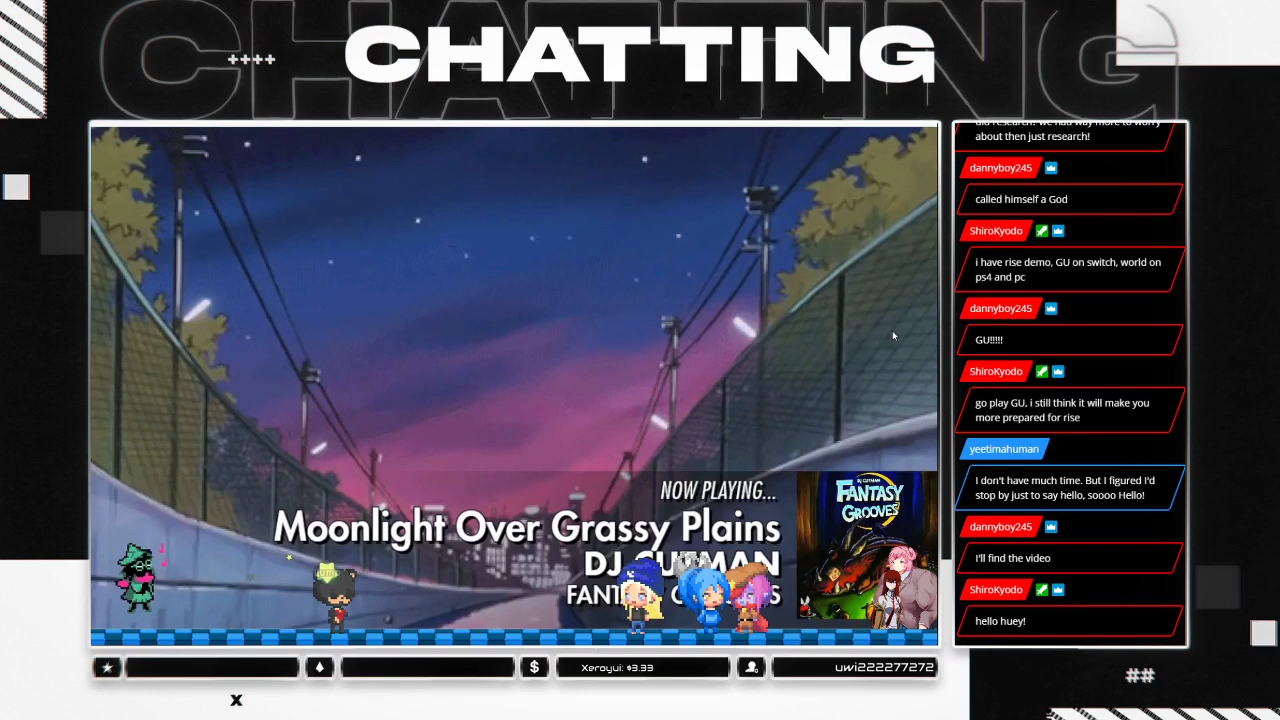 CHATTING
++++
CHATTING
about then just research!
dannyboy245
called himself a God
ShiroKyodo
i have rise demo, GU on switch, world on
ps4 and pc
dannyboy245
GU!!!!!
ShiroKyodo
go play GU, i still think it will make you
more prepared for rise
yeetimahuman
I don't have much time. But I figured I'd
stop by just to say hello, soooo Hello!
dannyboy245
I'll find the video
ShiroKyodo
hello huey!
NOW PLAYING...
Moonlight Over Grassy Plains
DJ
DJ CUTMAN
FANTASY
GROOVES
$
Xeroyui: $3.33
uwi222277272
X
##